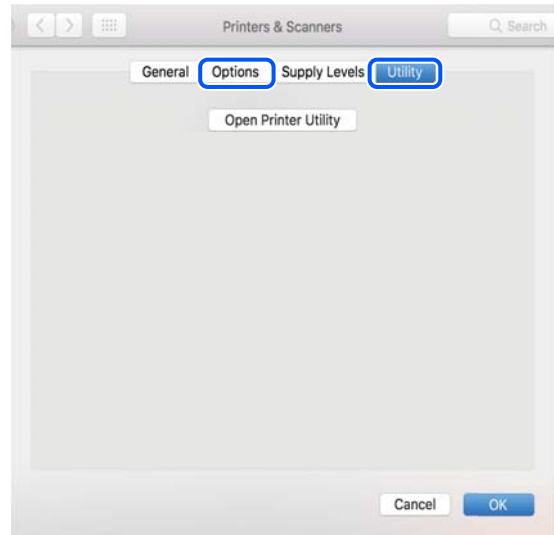 Printers & Scanners Search
General Options Supply Levels Utility
Open Printer Utility
Cancel OK